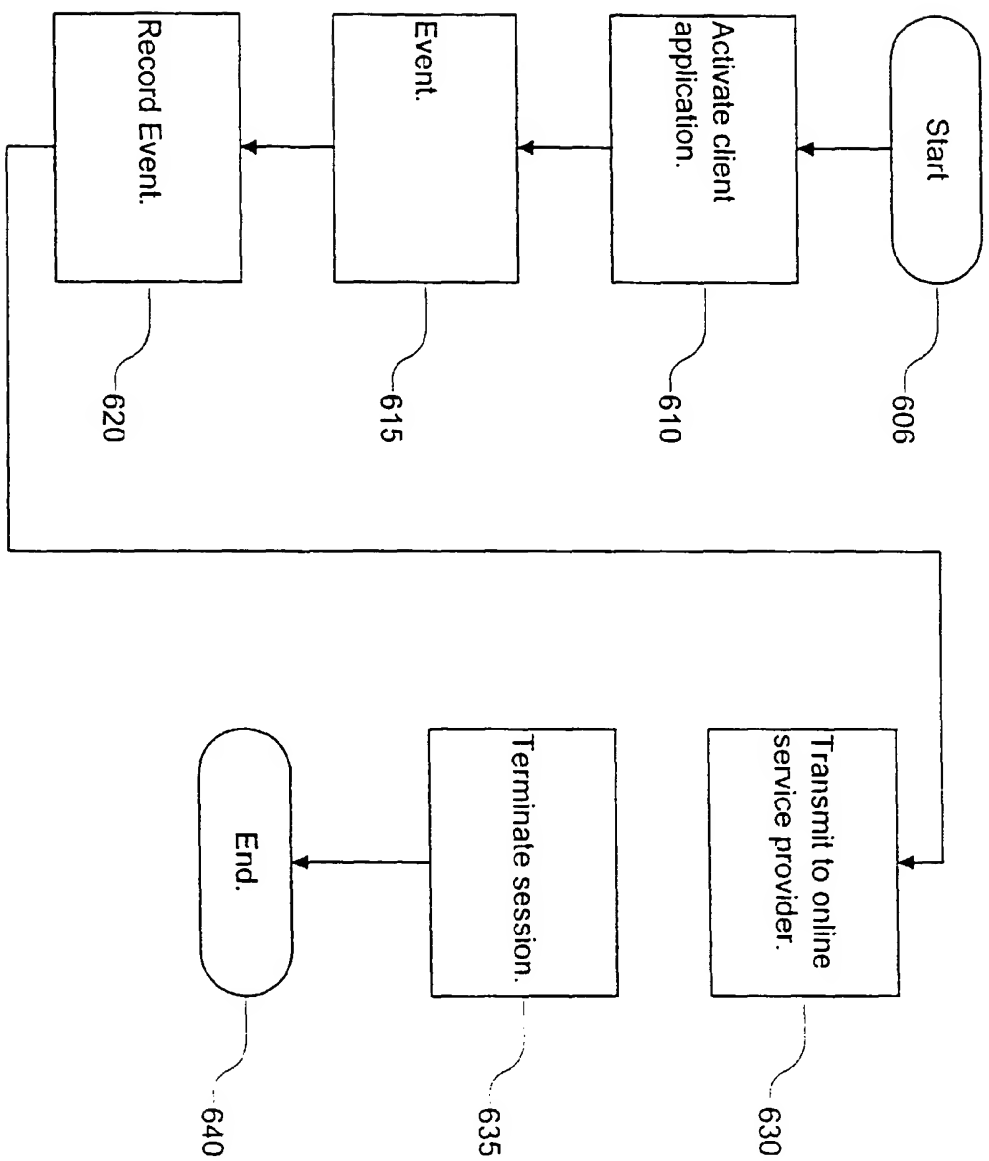 Start
606
Activate client
application.
610
Event.
615
Record Event.
620
Transmit to online
service provider.
630
Terminate session.
635
End.
640